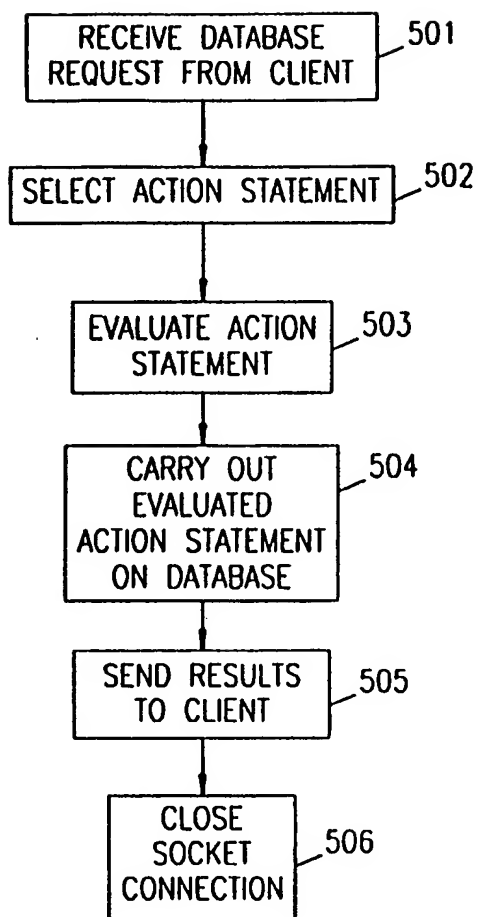 RECEIVE DATABASE
REQUEST FROM CLIENT
501
SELECT ACTION STATEMENT
502
EVALUATE ACTION
STATEMENT
503
CARRY OUT
EVALUATED
ACTION STATEMENT
ON DATABASE
504
SEND RESULTS
TO CLIENT
505
CLOSE
SOCKET
CONNECTION
506